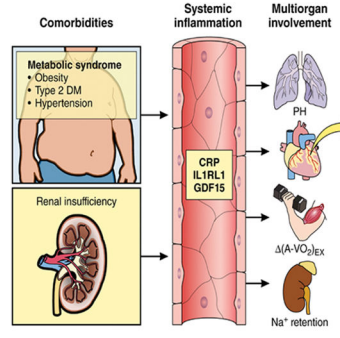 Comorbidities
Systemic
inflammation
Multiorgan
involvement
Metabolic syndrome
• Obesity
• Type 2 DM
• Hypertension
Renal insufficiency
CRP
IL1RL1
GDF15
PH
Δ(A-VO₂)EX
Na⁺ retention